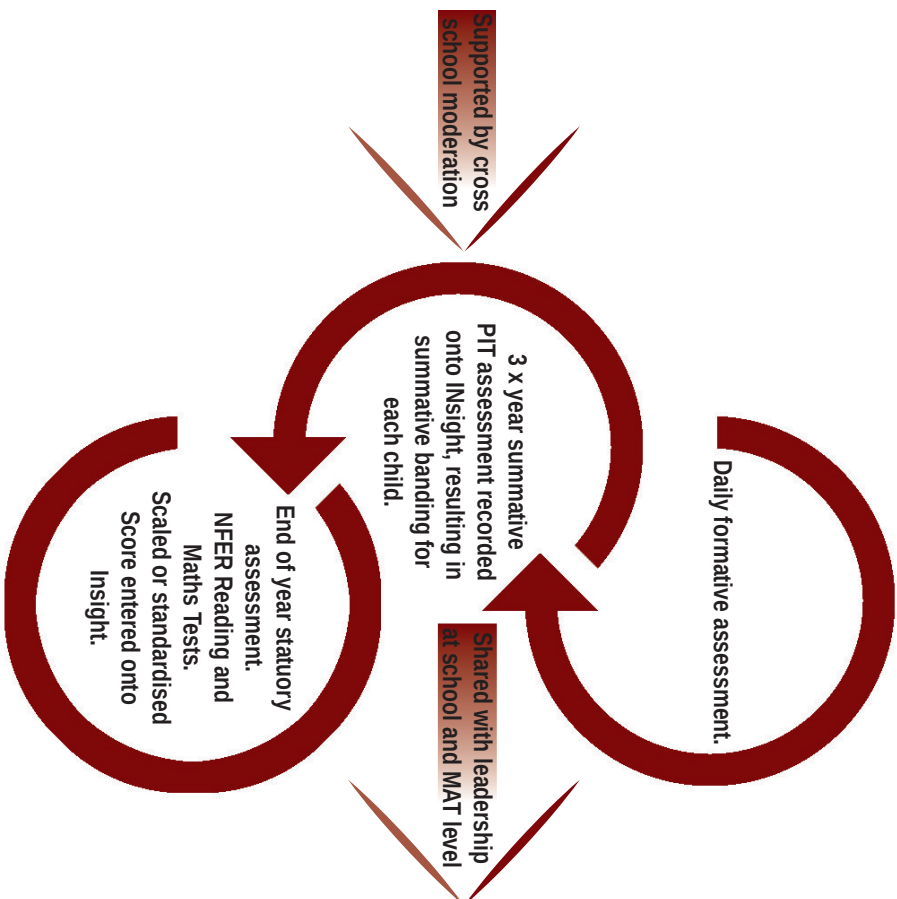 Daily formative assessment.
Supported by cross
school moderation
3 x year summative
PIT assessment recorded
onto INsight, resulting in
summative banding for
each child.
Shared with leadership
at school and MAT level
End of year statuory
assessment.
NFER Reading and
Maths Tests.
Scaled or standardised
Score entered onto
Insight.